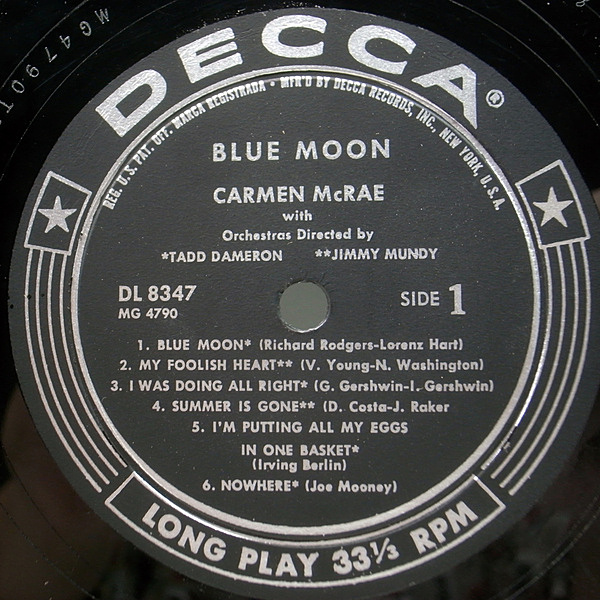 MG4790
DECCA®
REG. U.S. PAT. OFF. MARCA REGISTRADA • MFR'D BY DECCA RECORDS, INC., NEW YORK, U.S.A.
BLUE MOON
CARMEN McRAE
with
Orchestras Directed by
*TADD DAMERON **JIMMY MUNDY
DL 8347 SIDE 1
MG 4790
1. BLUE MOON* (Richard Rodgers-Lorenz Hart)
2. MY FOOLISH HEART** (V. Young-N. Washington)
3. I WAS DOING ALL RIGHT* (G. Gershwin-I. Gershwin)
4. SUMMER IS GONE** (D. Costa-J. Raker
5. I'M PUTTING ALL MY EGGS
IN ONE BASKET*
(Irving Berlin)
6. NOWHERE* (Joe Mooney)
LONG PLAY 33⅓ RPM